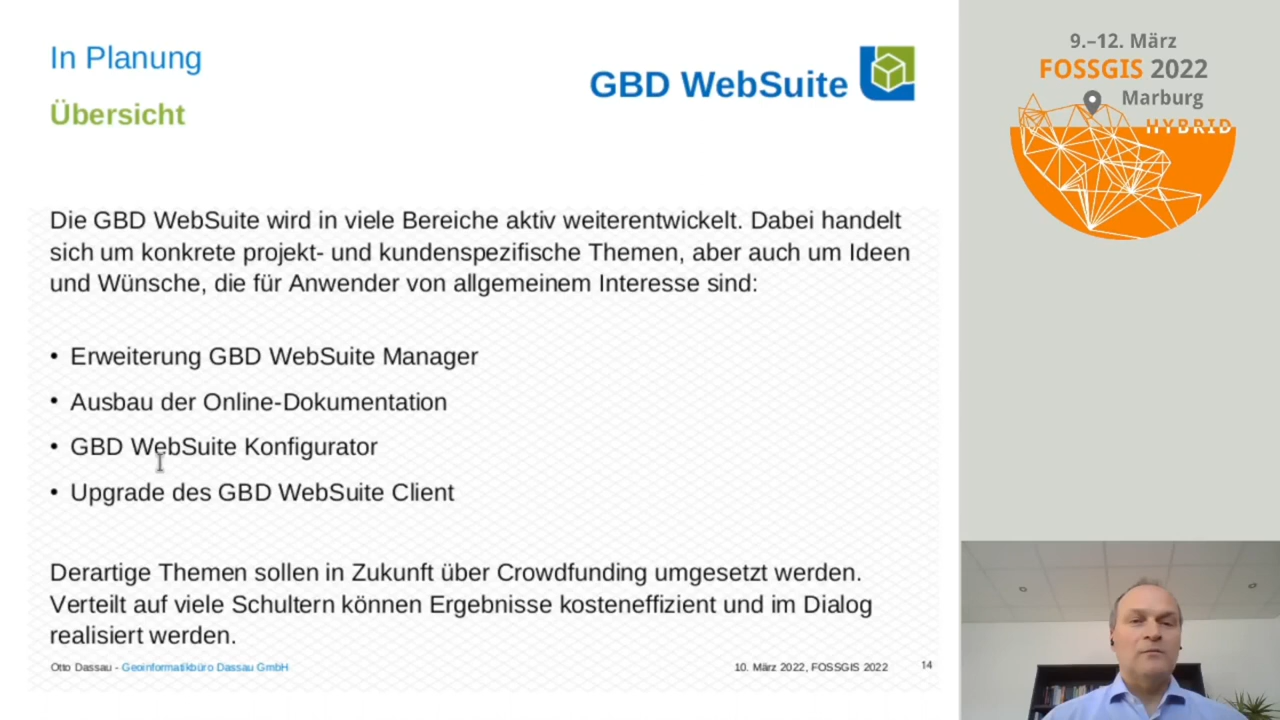 In Planung
Übersicht
GBD WebSuite
Die GBD WebSuite wird in viele Bereiche aktiv weiterentwickelt. Dabei handelt
sich um konkrete projekt- und kundenspezifische Themen, aber auch um Ideen
und Wünsche, die für Anwender von allgemeinem Interesse sind:
• Erweiterung GBD WebSuite Manager
• Ausbau der Online-Dokumentation
• GBD WebSuite Konfigurator
• Upgrade des GBD WebSuite Client
Derartige Themen sollen in Zukunft über Crowdfunding umgesetzt werden.
Verteilt auf viele Schultern können Ergebnisse kosteneffizient und im Dialog
realisiert werden.
Otto Dassau - Geoinformatikbüro Dassau GmbH
10. März 2022, FOSSGIS 2022
14
9.–12. März
FOSSGIS 2022
Marburg
HYBRID